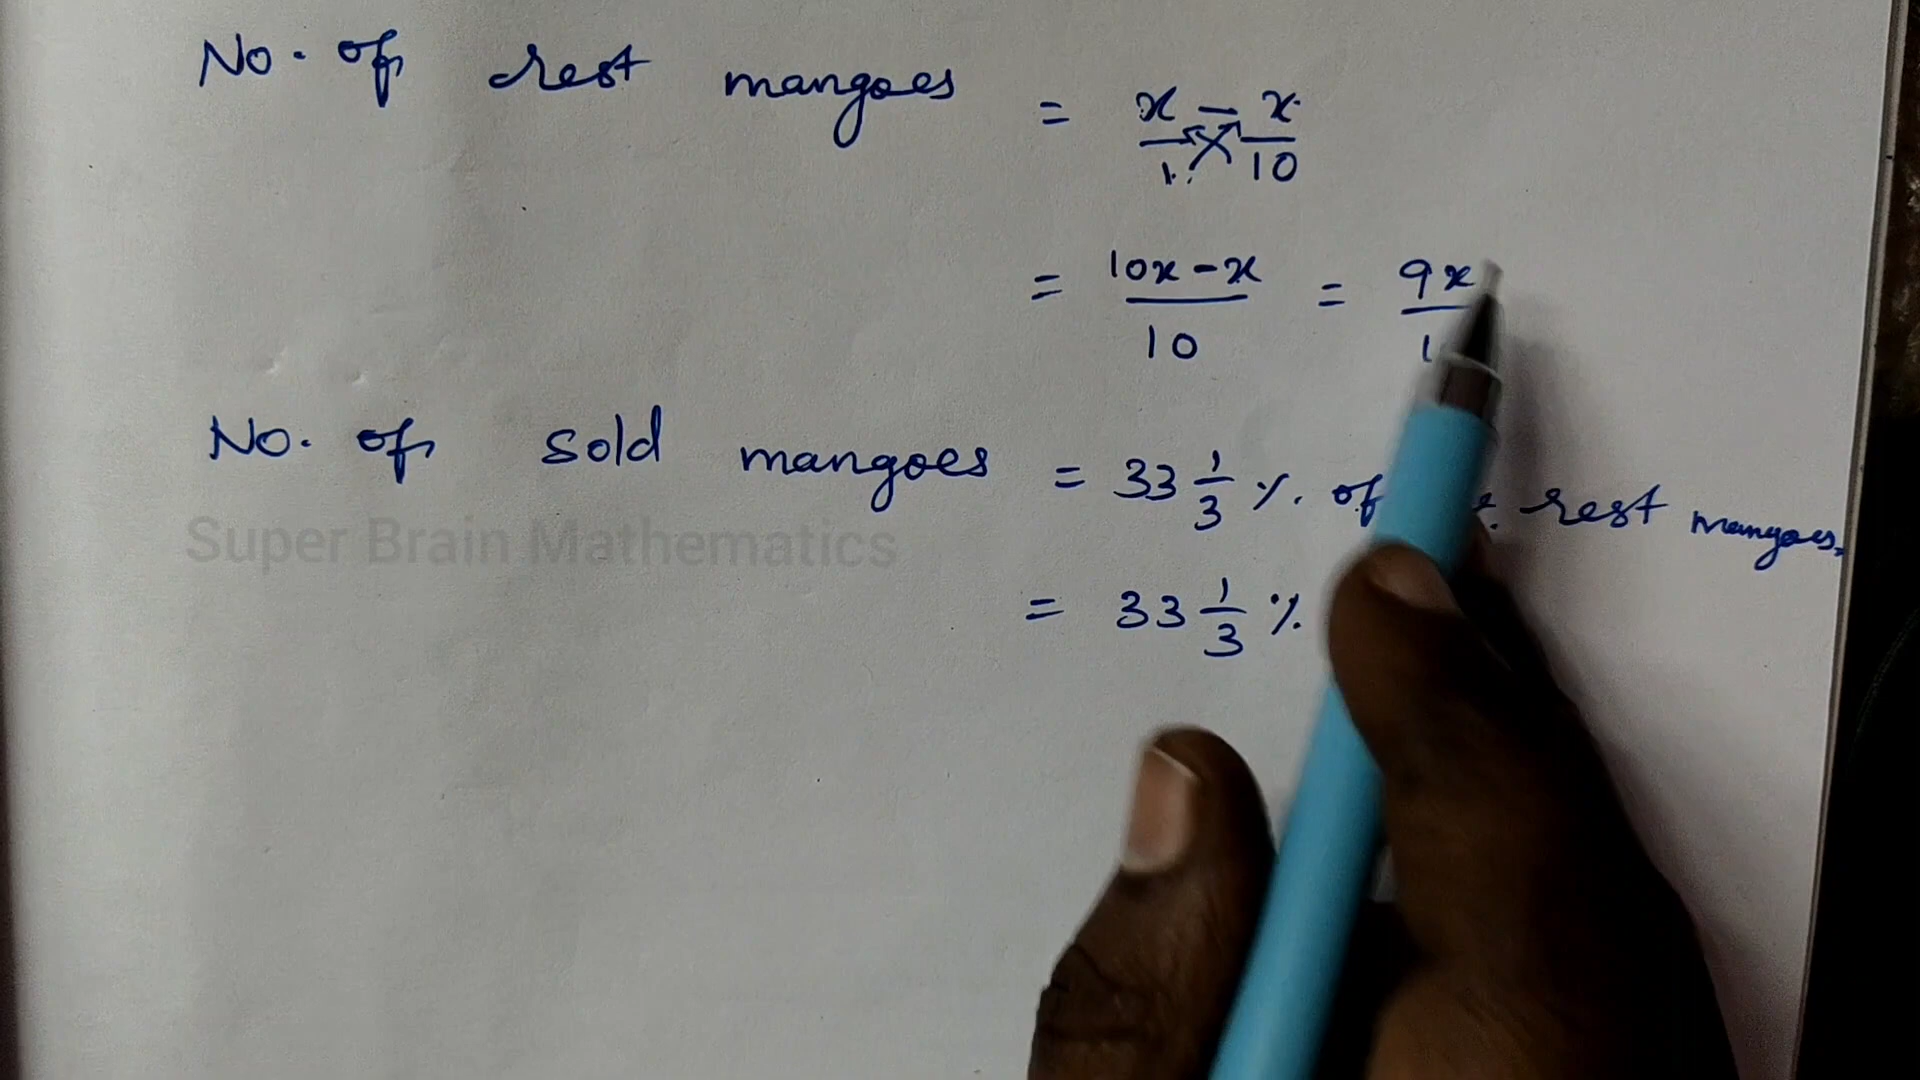 No. of rest mangoes = x/1 - x/10
= 10x-x/10 = 9x/
No. of sold mangoes = 33 1/3 %. of rest mangoes.
Super Brain Mathematics
= 33 1/3 %.